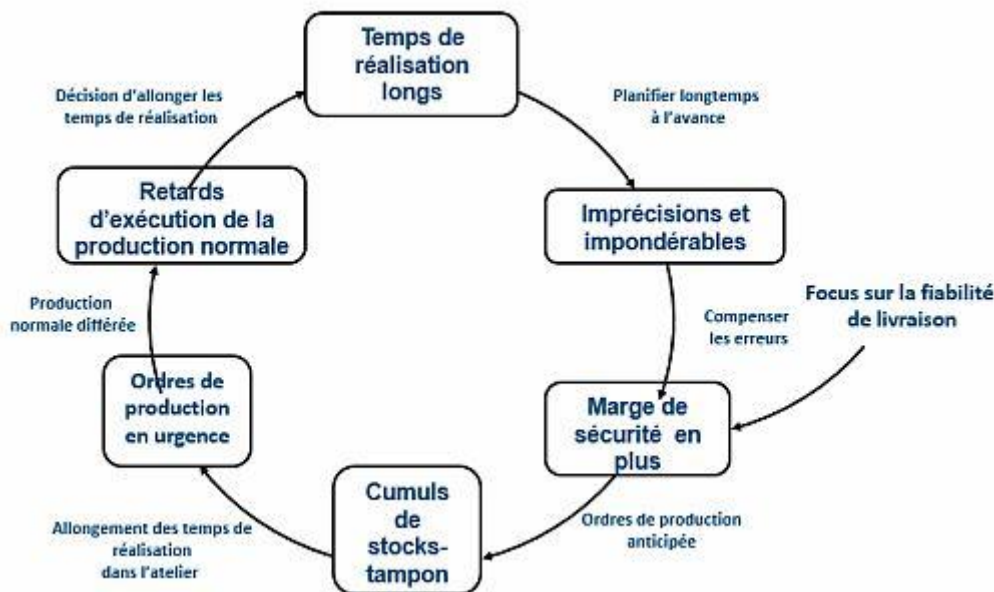 Temps de
réalisation
longs
Décision d'allonger les
temps de réalisation
Planifier longtemps
à l'avance
Retards
d'exécution de la
production normale
Imprécisions et
impondérables
Production
normale différée
Focus sur la fiabilité
de livraison
Compenser
les erreurs
Ordres de
production
en urgence
Marge de
sécurité en
plus
Cumuls
de
stocks-
tampon
Ordres de production
anticipée
Allongement des temps de
réalisation
dans l'atelier